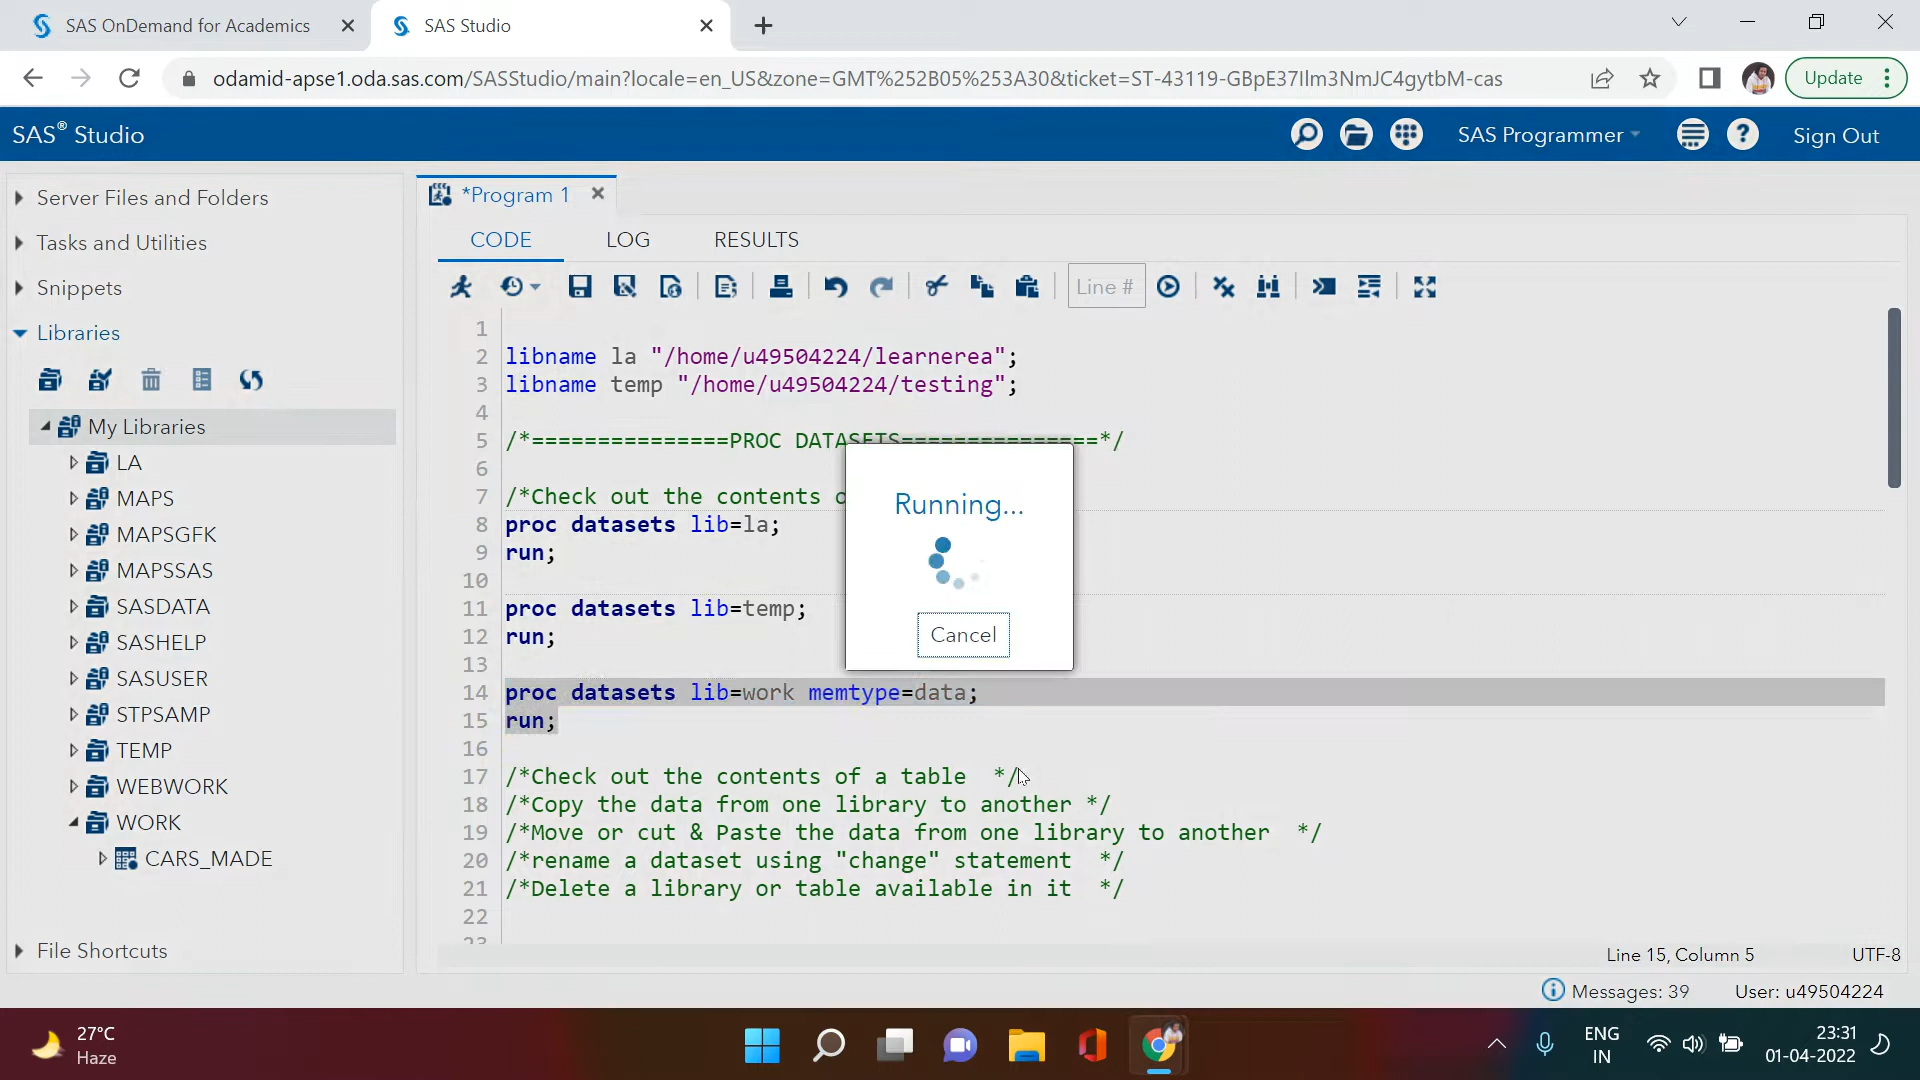 SAS OnDemand for Academics
SAS Studio
odamid-apse1.oda.sas.com/SASStudio/main?locale=en_US&zone=GMT%252B05%253A30&ticket=ST-43119-GBpE37Ilm3NmJC4gytbM-cas
Update
SAS® Studio
SAS Programmer
Sign Out
Server Files and Folders
Tasks and Utilities
Snippets
Libraries
My Libraries
LA
MAPS
MAPSGFK
MAPSSAS
SASDATA
SASHELP
SASUSER
STPSAMP
TEMP
WEBWORK
WORK
CARS_MADE
File Shortcuts
*Program 1
CODE
LOG
RESULTS
Line #
1
2 libname la "/home/u49504224/learnerea";
3 libname temp "/home/u49504224/testing";
4
5 /*===============PROC DATASETS===============*/
6
7 /*Check out the contents o
8 proc datasets lib=la;
9 run;
10
11 proc datasets lib=temp;
12 run;
13
14 proc datasets lib=work memtype=data;
15 run;
16
17 /*Check out the contents of a table  */
18 /*Copy the data from one library to another */
19 /*Move or cut & Paste the data from one library to another  */
20 /*rename a dataset using "change" statement  */
21 /*Delete a library or table available in it  */
22
23
Running...
Cancel
Line 15, Column 5
UTF-8
Messages: 39
User: u49504224
27°C
Haze
ENG
IN
23:31
01-04-2022